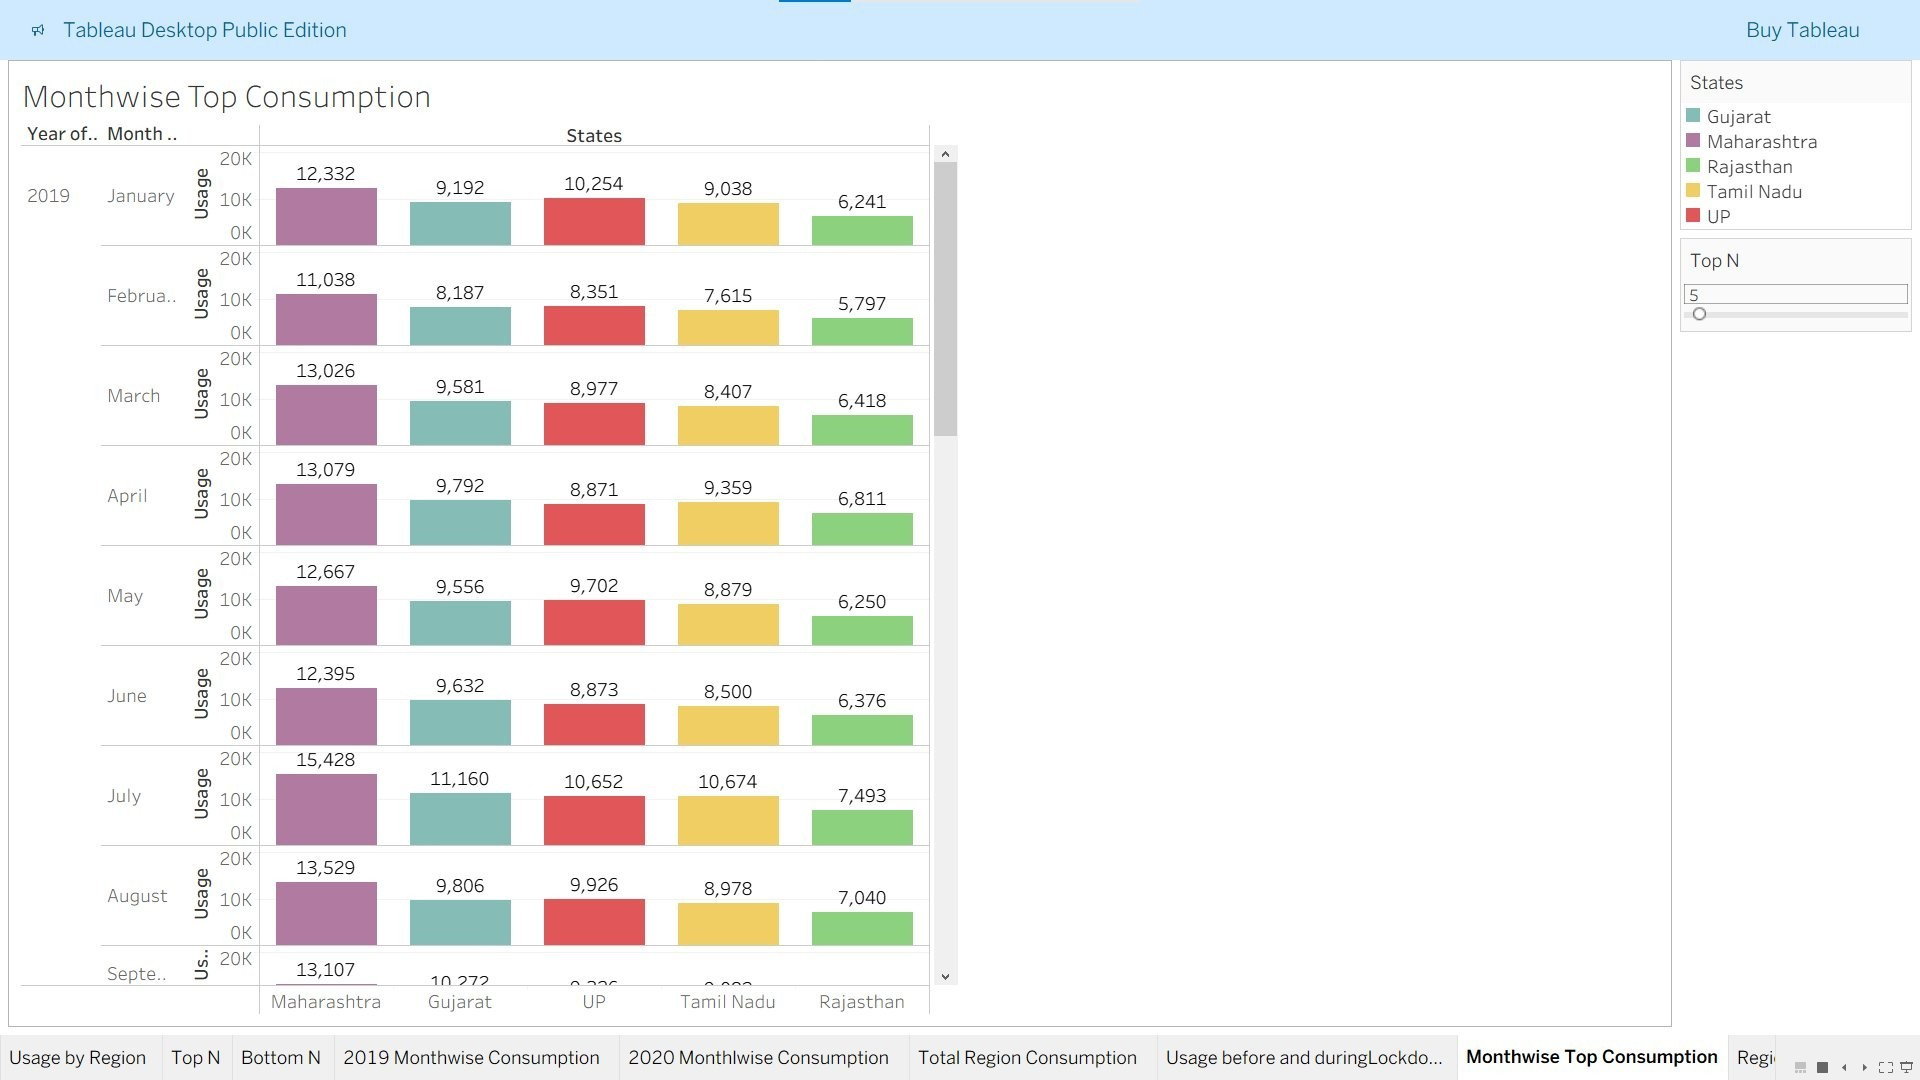 Tableau Desktop Public Edition
Buy Tableau
Monthwise Top Consumption
Year of.. Month .. States
2019 January Usage 20K 10K 0K 12,332 9,192 10,254 9,038 6,241
Februa.. Usage 20K 10K 0K 11,038 8,187 8,351 7,615 5,797
March Usage 20K 10K 0K 13,026 9,581 8,977 8,407 6,418
April Usage 20K 10K 0K 13,079 9,792 8,871 9,359 6,811
May Usage 20K 10K 0K 12,667 9,556 9,702 8,879 6,250
June Usage 20K 10K 0K 12,395 9,632 8,873 8,500 6,376
July Usage 20K 10K 0K 15,428 11,160 10,652 10,674 7,493
August Usage 20K 10K 0K 13,529 9,806 9,926 8,978 7,040
Septe.. Us.. 20K 13,107 10,272
Maharashtra Gujarat UP Tamil Nadu Rajasthan
States
Gujarat
Maharashtra
Rajasthan
Tamil Nadu
UP
Top N
5
Usage by Region Top N Bottom N 2019 Monthwise Consumption 2020 Monthlwise Consumption Total Region Consumption Usage before and duringLockdo... Monthwise Top Consumption Regi